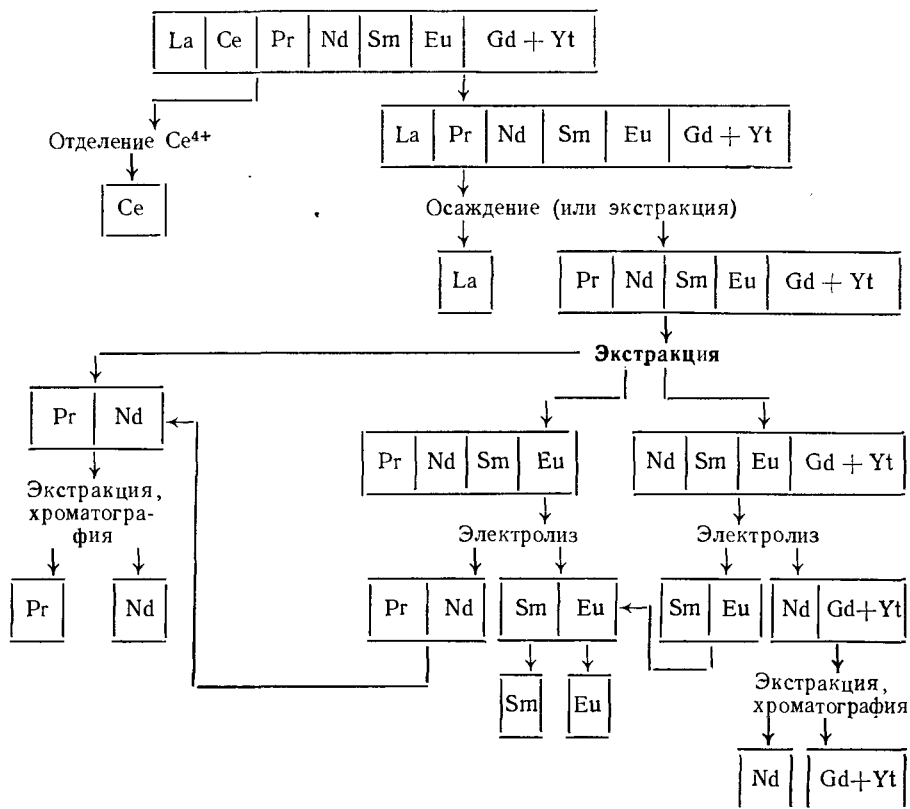 La Ce Pr Nd Sm Eu Gd + Yt
Отделение Ce⁴⁺
La Pr Nd Sm Eu Gd + Yt
Ce
Осаждение (или экстракция)
La
Pr Nd Sm Eu Gd + Yt
Экстракция
Pr Nd
Pr Nd Sm Eu
Nd Sm Eu Gd + Yt
Экстракция,
хроматогра-
фия
Электролиз
Электролиз
Pr
Nd
Pr Nd
Sm Eu
Sm Eu
Nd Gd+Yt
Sm
Eu
Экстракция,
хроматография
Nd
Gd+Yt